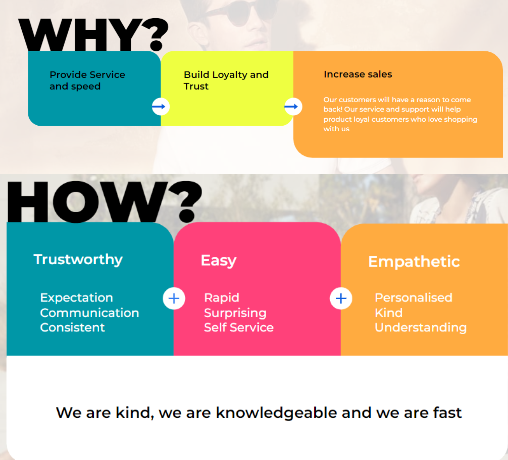 WHY?
Provide Service
and speed
Build Loyalty and
Trust
Increase sales
Our customers will have a reason to come
back! Our service and support will help
product loyal customers who love shopping
with us
HOW?
Trustworthy
Expectation
Communication
Consistent
Easy
Rapid
Surprising
Self Service
Empathetic
Personalised
Kind
Understanding
We are kind, we are knowledgeable and we are fast